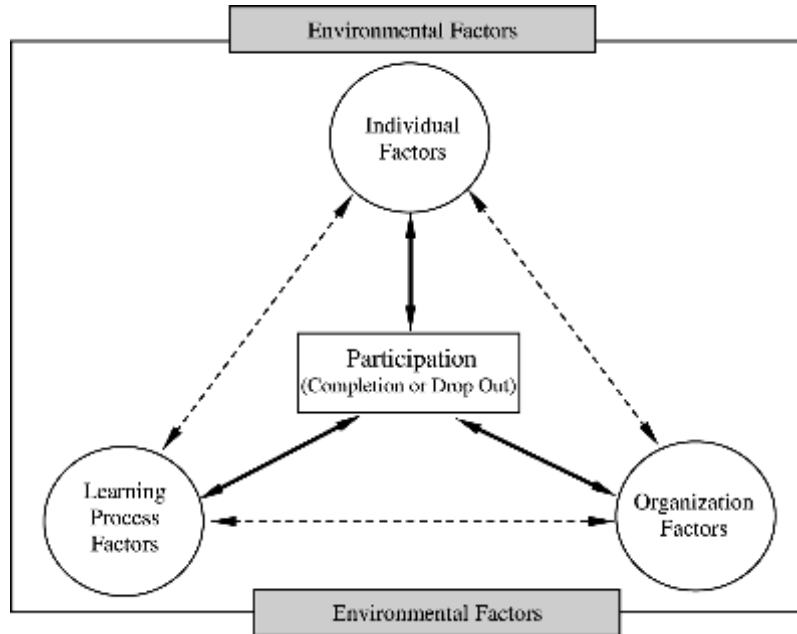 Environmental Factors
Individual
Factors
Participation
(Completion or Drop Out)
Learning
Process
Factors
Organization
Factors
Environmental Factors